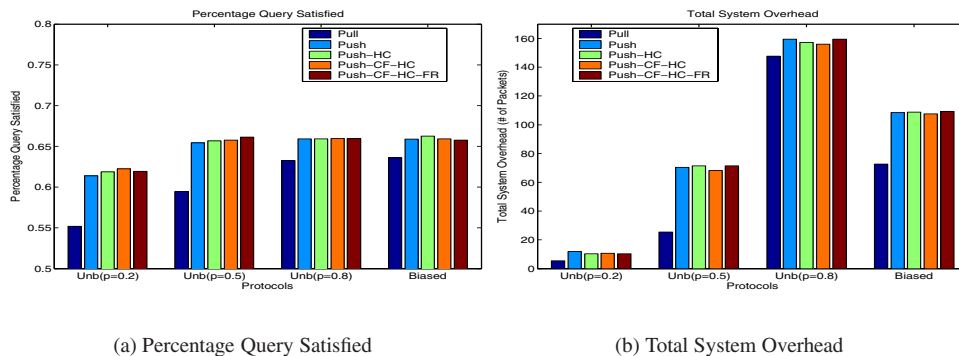 Percentage Query Satisfied
0.8
0.75
0.7
0.65
0.6
0.55
0.5
Percentage Query Satisfied
Pull
Push
Push-HC
Push-CF-HC
Push-CF-HC-FR
Unb(p=0.2) Unb(p=0.5) Unb(p=0.8) Biased
Protocols
(a) Percentage Query Satisfied
Total System Overhead
160
140
120
100
80
60
40
20
0
Total System Overhead (# of Packets)
Pull
Push
Push-HC
Push-CF-HC
Push-CF-HC-FR
Unb(p=0.2) Unb(p=0.5) Unb(p=0.8) Biased
Protocols
(b) Total System Overhead